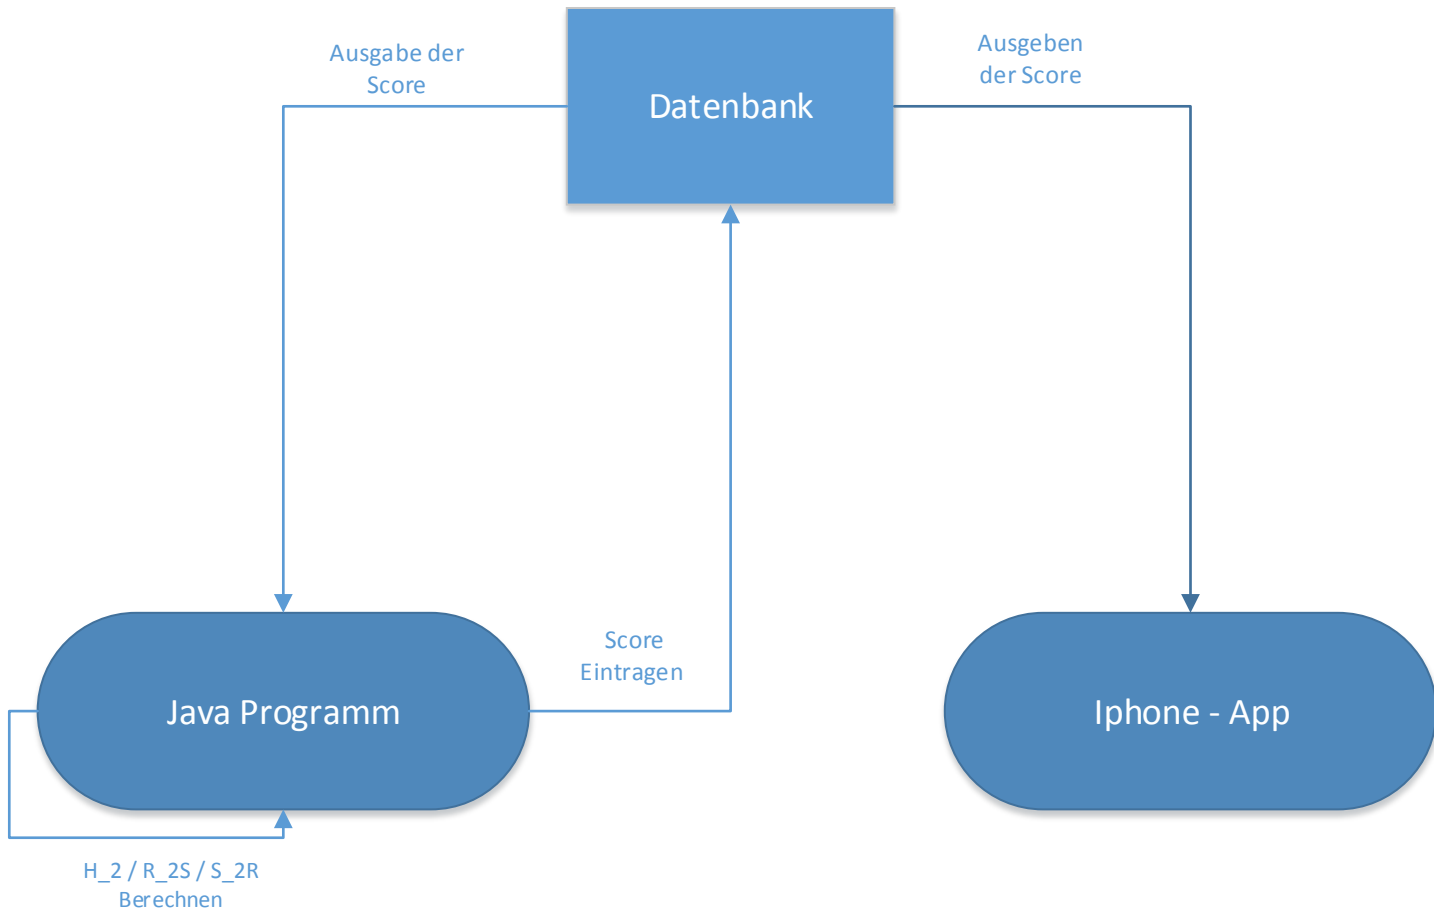 Ausgabe der
Score
Datenbank
Ausgeben
der Score
Score
Eintragen
Java Programm
Iphone - App
H_2 / R_2S / S_2R
Berechnen